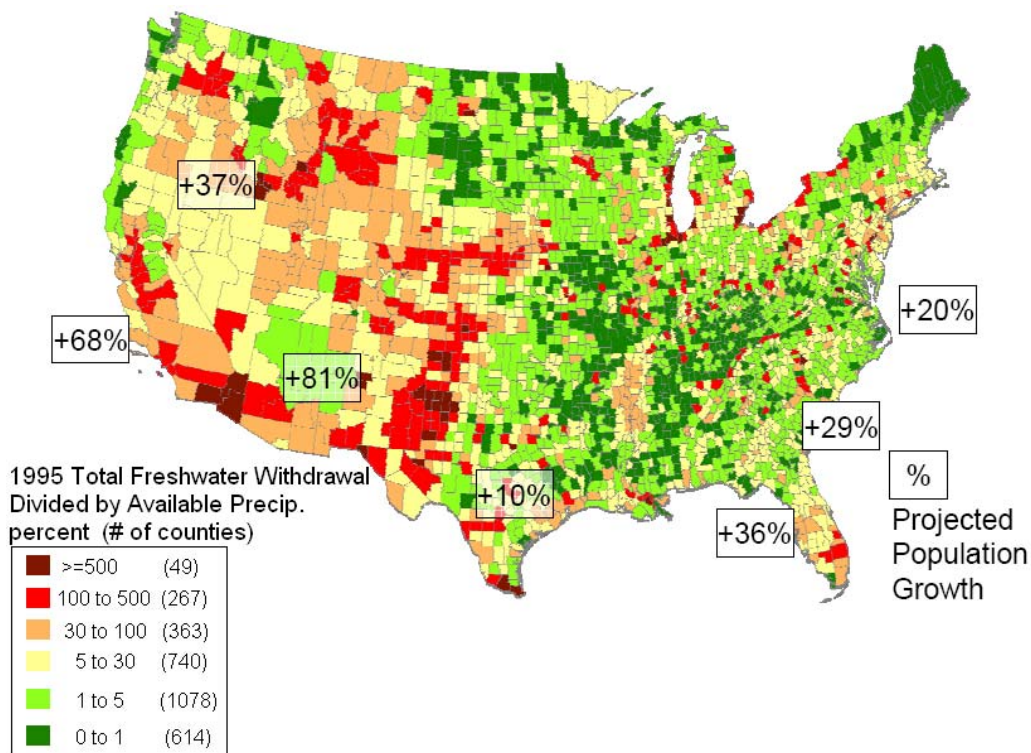 +37%
+68%
+81%
+20%
+29%
+10%
+36%
%
Projected
Population
Growth
1995 Total Freshwater Withdrawal
Divided by Available Precip.
percent (# of counties)
>=500 (49)
100 to 500 (267)
30 to 100 (363)
5 to 30 (740)
1 to 5 (1078)
0 to 1 (614)